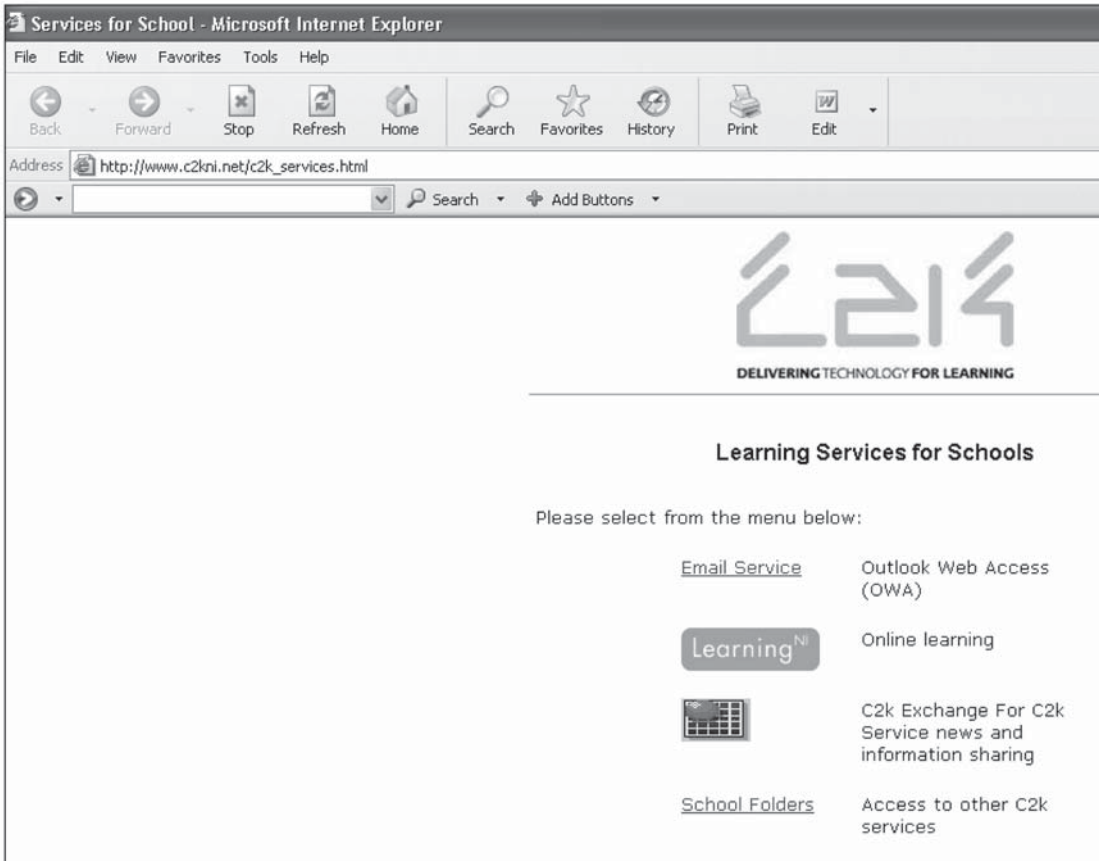 Services for School - Microsoft Internet Explorer
File Edit View Favorites Tools Help
Back Forward Stop Refresh Home Search Favorites History Print Edit
Address http://www.c2kni.net/c2k_services.html
Search Add Buttons
C2k
DELIVERING TECHNOLOGY FOR LEARNING
Learning Services for Schools
Please select from the menu below:
Email Service Outlook Web Access
(OWA)
Learning NI Online learning
C2k Exchange For C2k
Service news and
information sharing
School Folders Access to other C2k
services